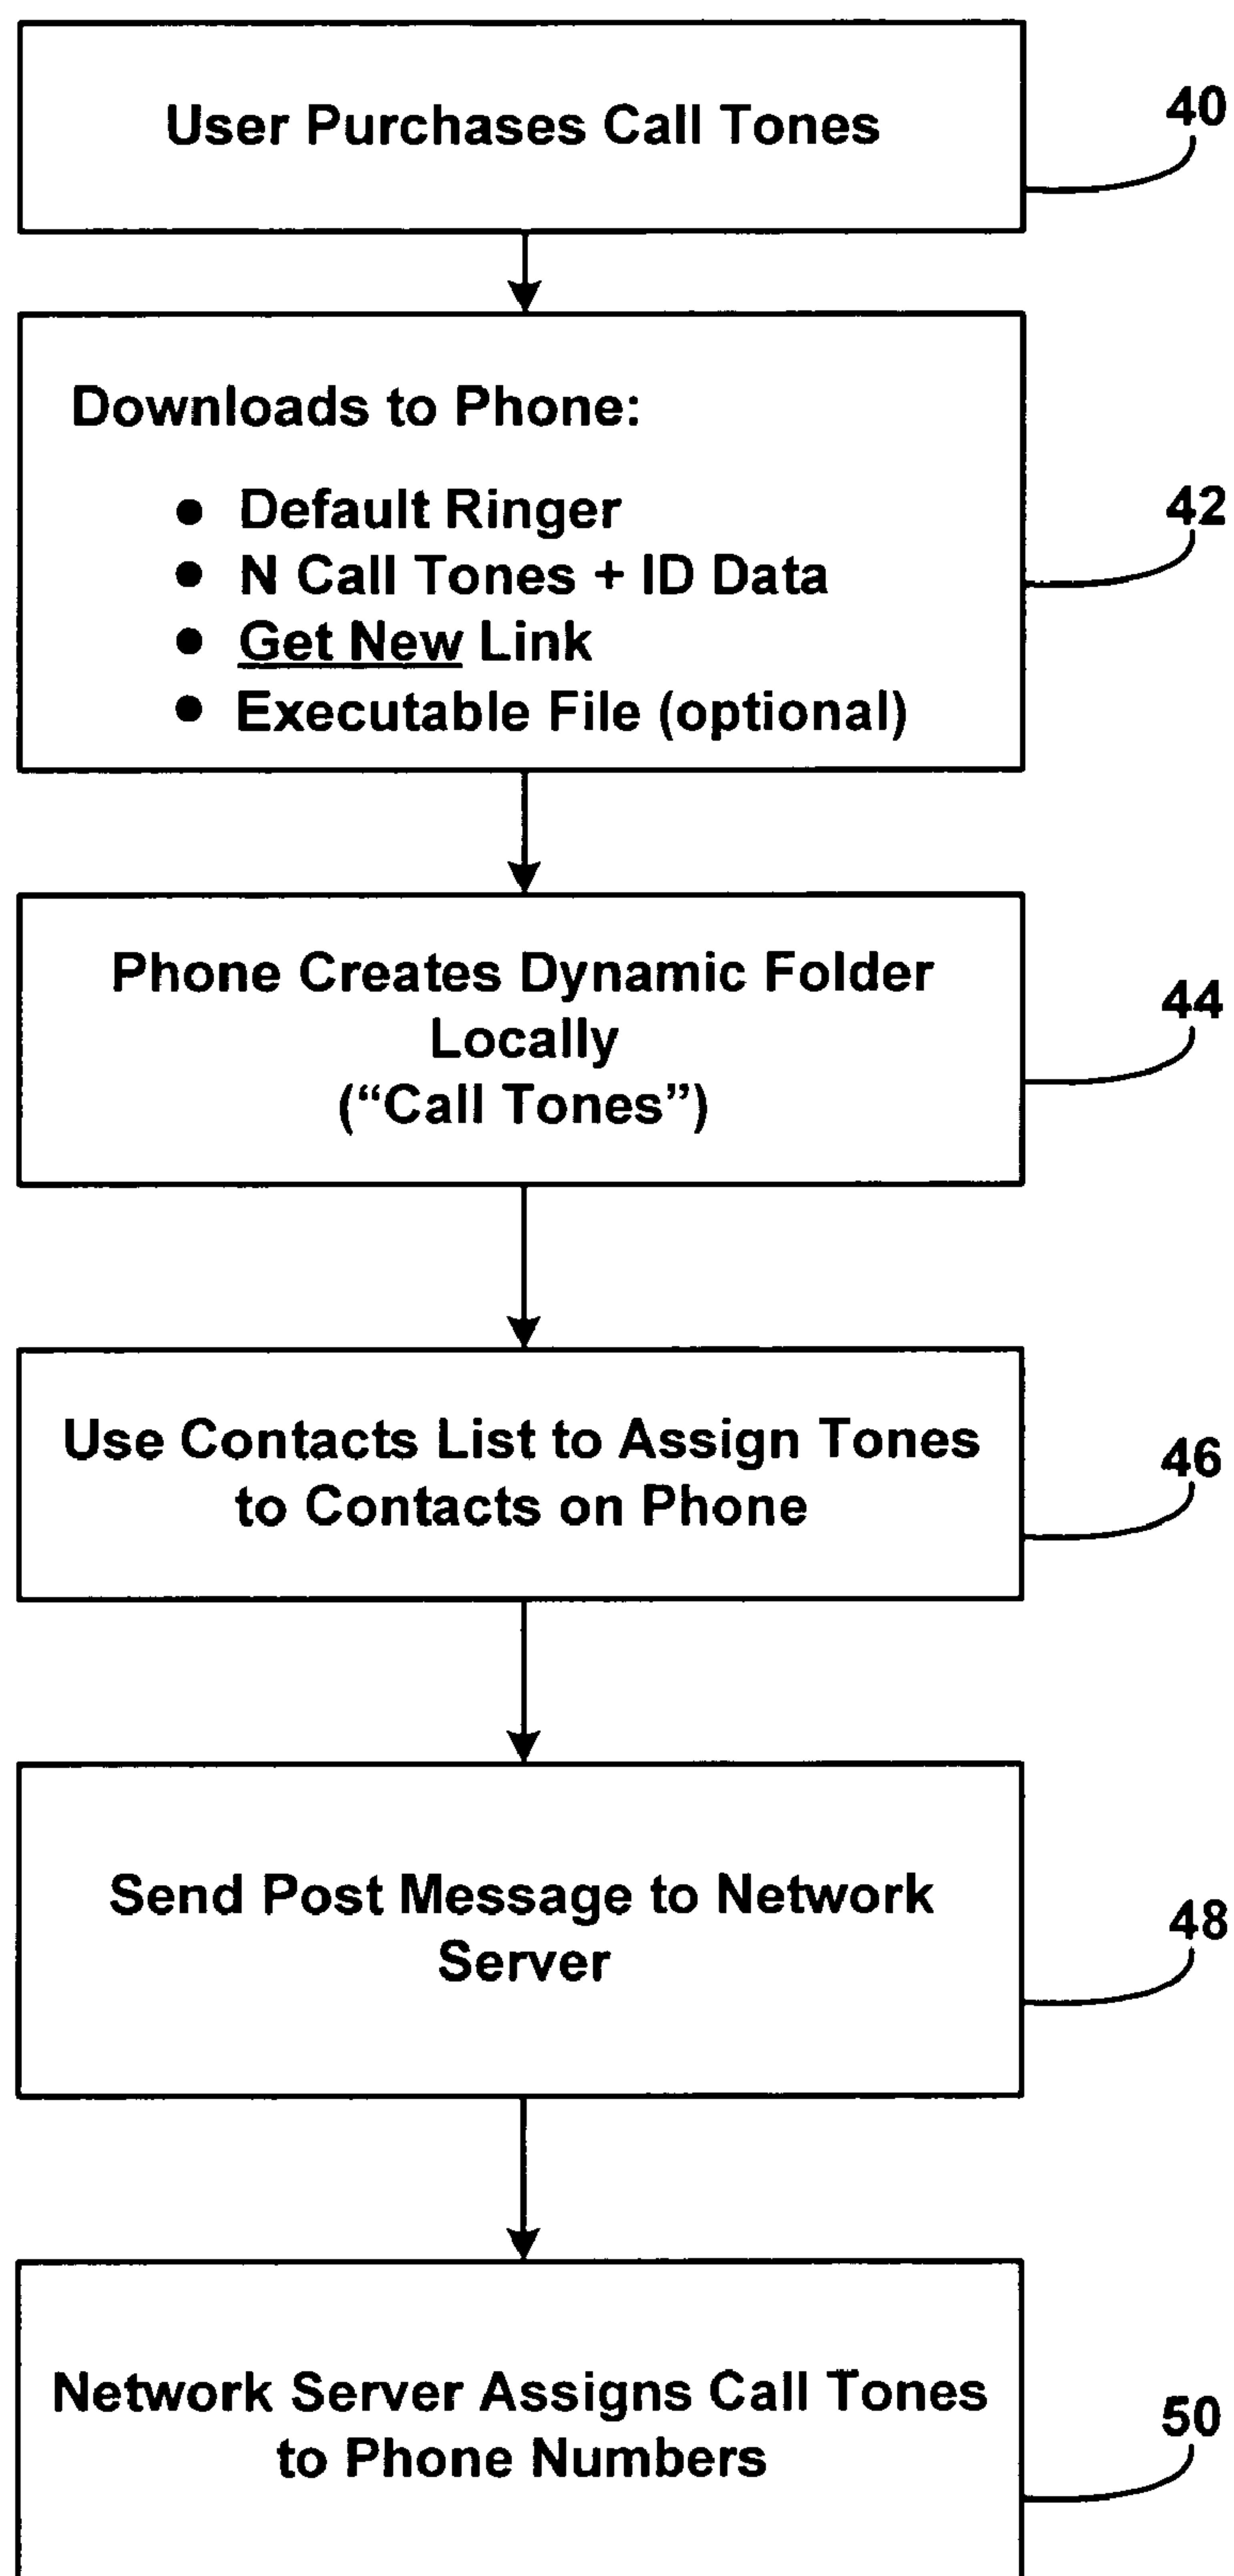 User Purchases Call Tones
40
Downloads to Phone:
● Default Ringer
● N Call Tones + ID Data
● Get New Link
● Executable File (optional)
42
Phone Creates Dynamic Folder
Locally
(“Call Tones”)
44
Use Contacts List to Assign Tones
to Contacts on Phone
46
Send Post Message to Network
Server
48
Network Server Assigns Call Tones
to Phone Numbers
50